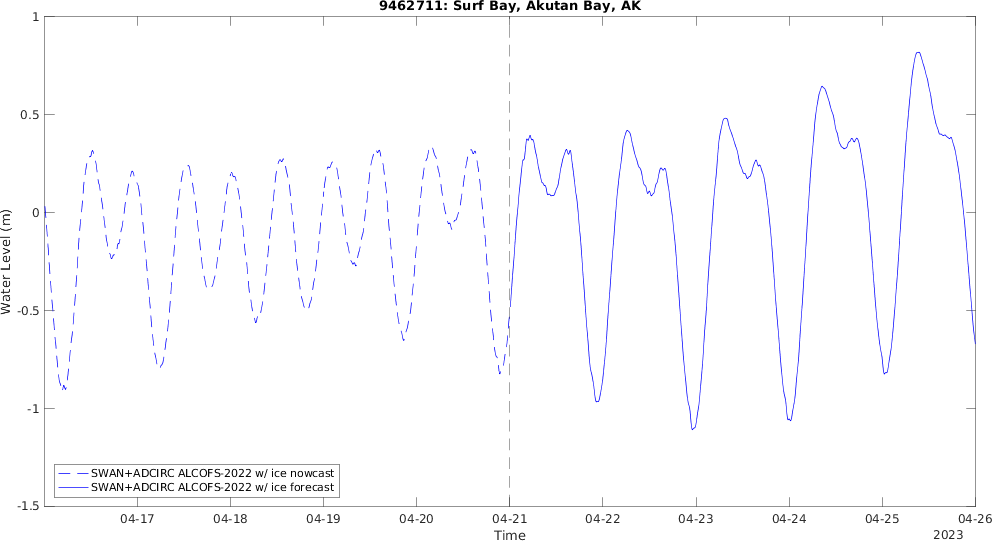 9462711: Surf Bay, Akutan Bay, AK
1
0.5
0
-0.5
-1
-1.5
Water Level (m)
SWAN+ADCIRC ALCOFS-2022 w/ ice nowcast
SWAN+ADCIRC ALCOFS-2022 w/ ice forecast
04-17 04-18 04-19 04-20 04-21 04-22 04-23 04-24 04-25 04-26
Time
2023